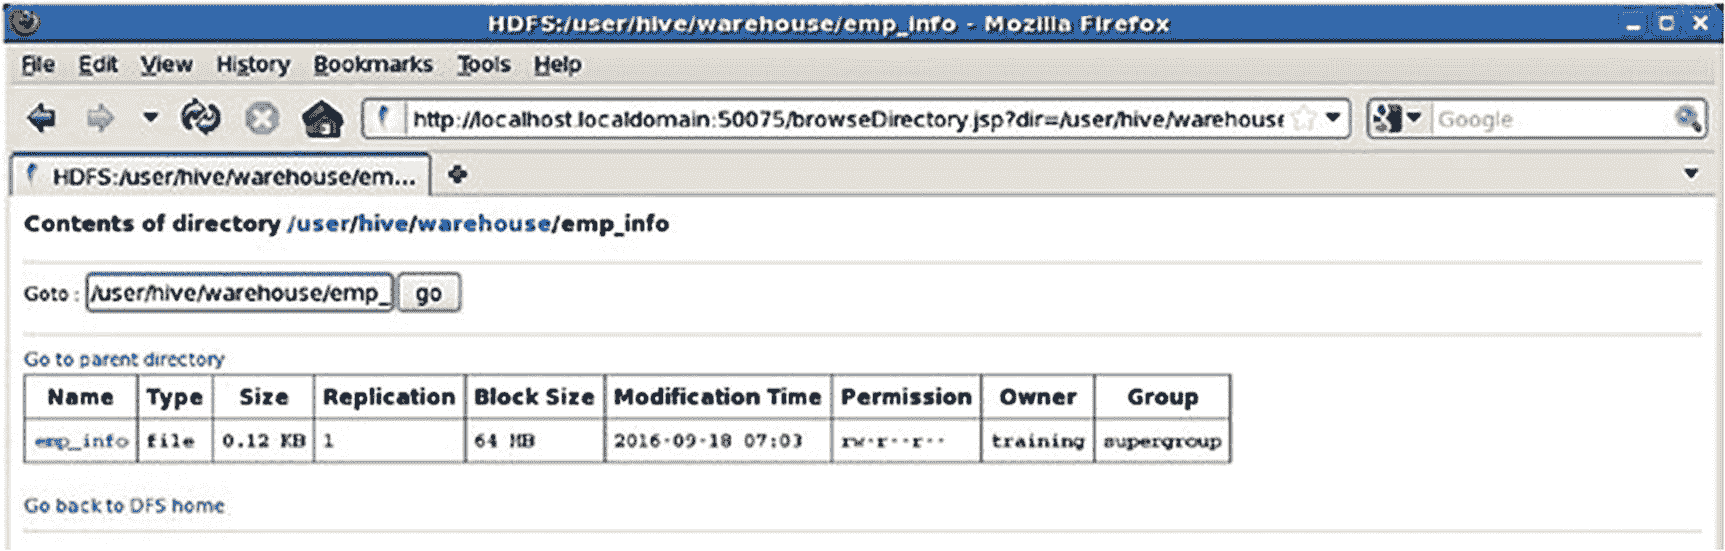 HDFS:/user/hive/warehouse/emp_info - Mozilla Firefox
File Edit View History Bookmarks Tools Help
http://localhost.localdomain:50075/browseDirectory.jsp?dir=/user/hive/warehouse Google
HDFS:/user/hive/warehouse/em...
Contents of directory /user/hive/warehouse/emp_info
Goto : /user/hive/warehouse/emp_ go
Go to parent directory
Name Type Size Replication Block Size Modification Time Permission Owner Group
emp_info file 0.12 KB 1 64 MB 2016-09-18 07:03 rw-r--r-- training supergroup
Go back to DFS home